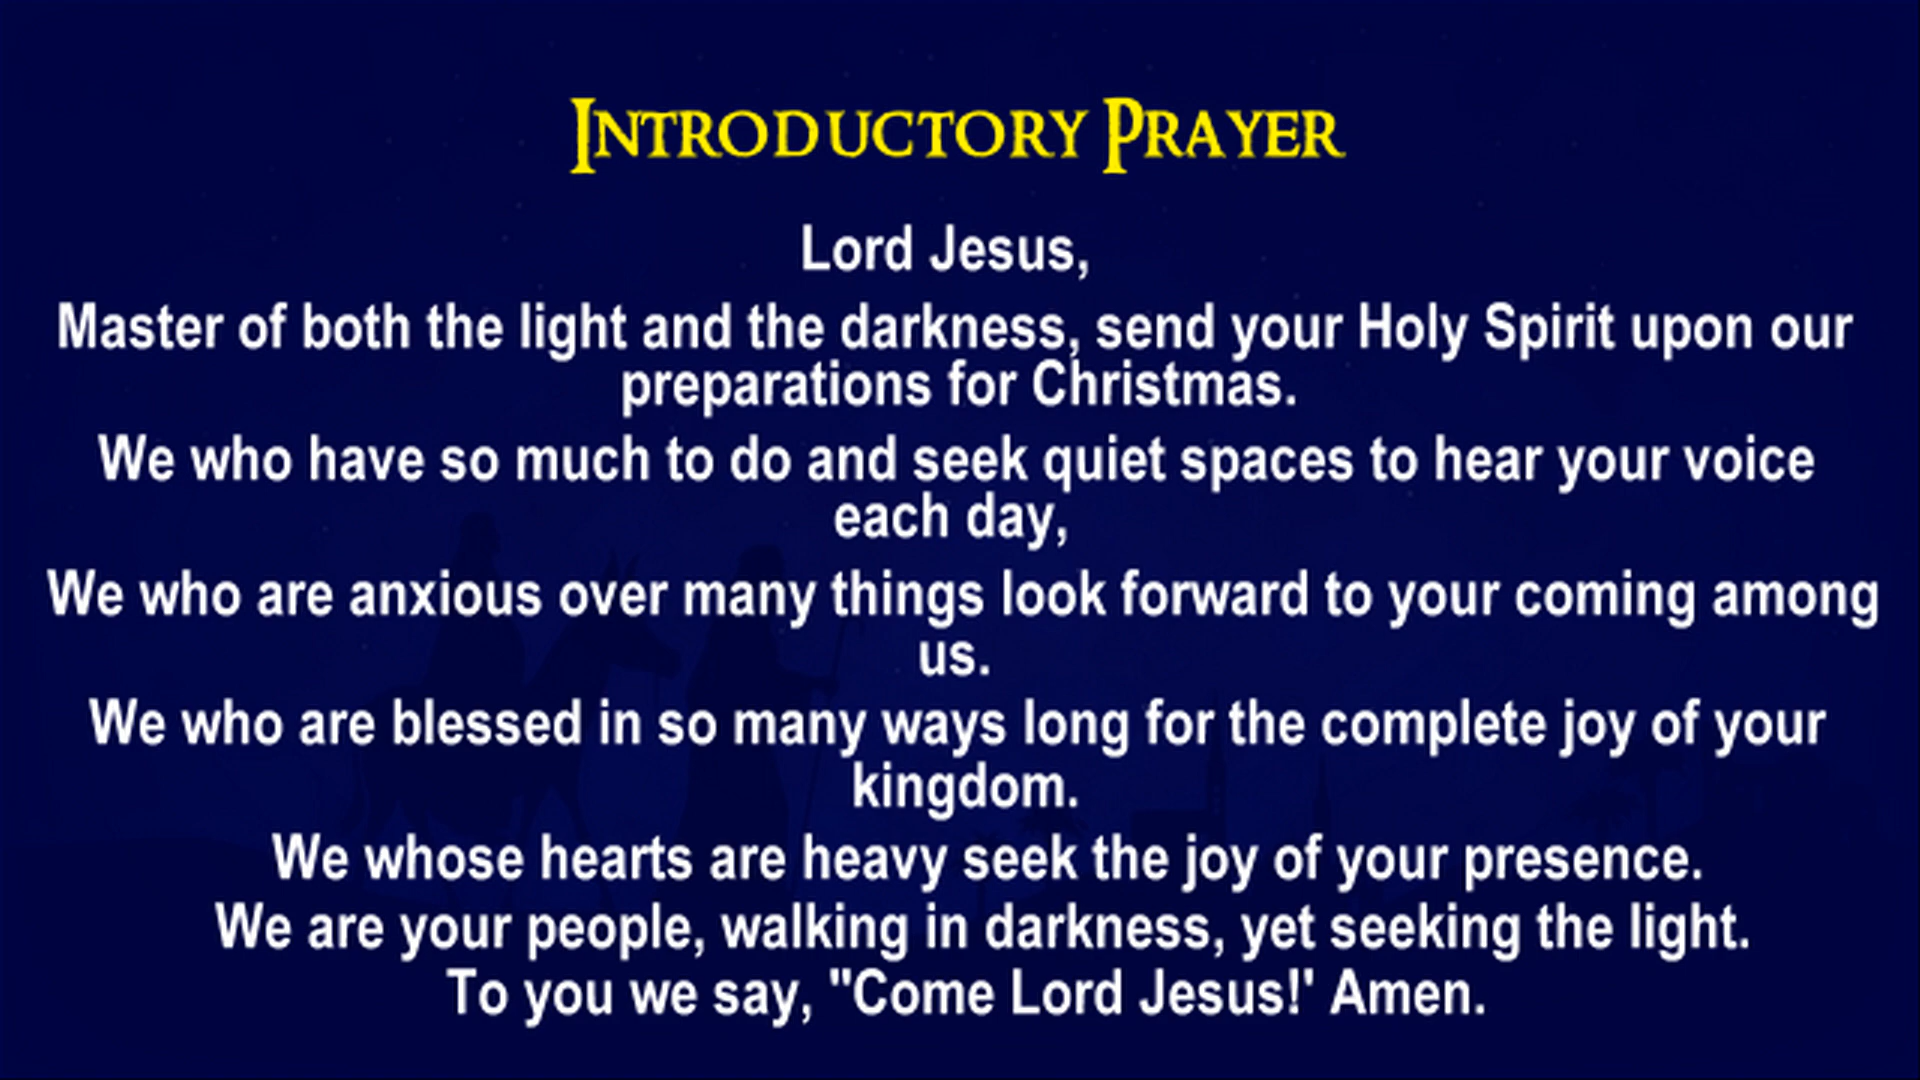 Introductory Prayer
Lord Jesus,
Master of both the light and the darkness, send your Holy Spirit upon our
preparations for Christmas.
We who have so much to do and seek quiet spaces to hear your voice
each day,
We who are anxious over many things look forward to your coming among
us.
We who are blessed in so many ways long for the complete joy of your
kingdom.
We whose hearts are heavy seek the joy of your presence.
We are your people, walking in darkness, yet seeking the light.
To you we say, "Come Lord Jesus!' Amen.